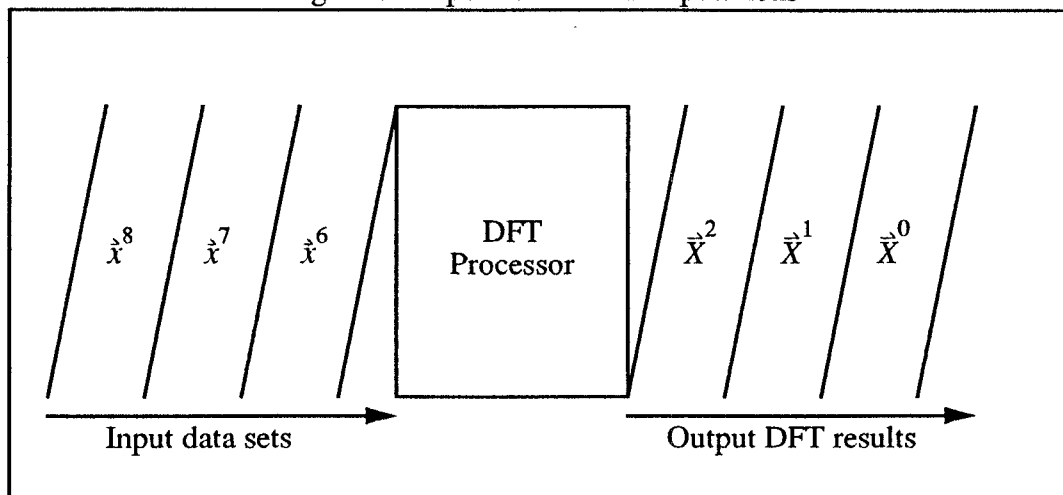 x⃗⁸ x⃗⁷ x⃗⁶ DFT Processor X⃗² X⃗¹ X⃗⁰
Input data sets Output DFT results